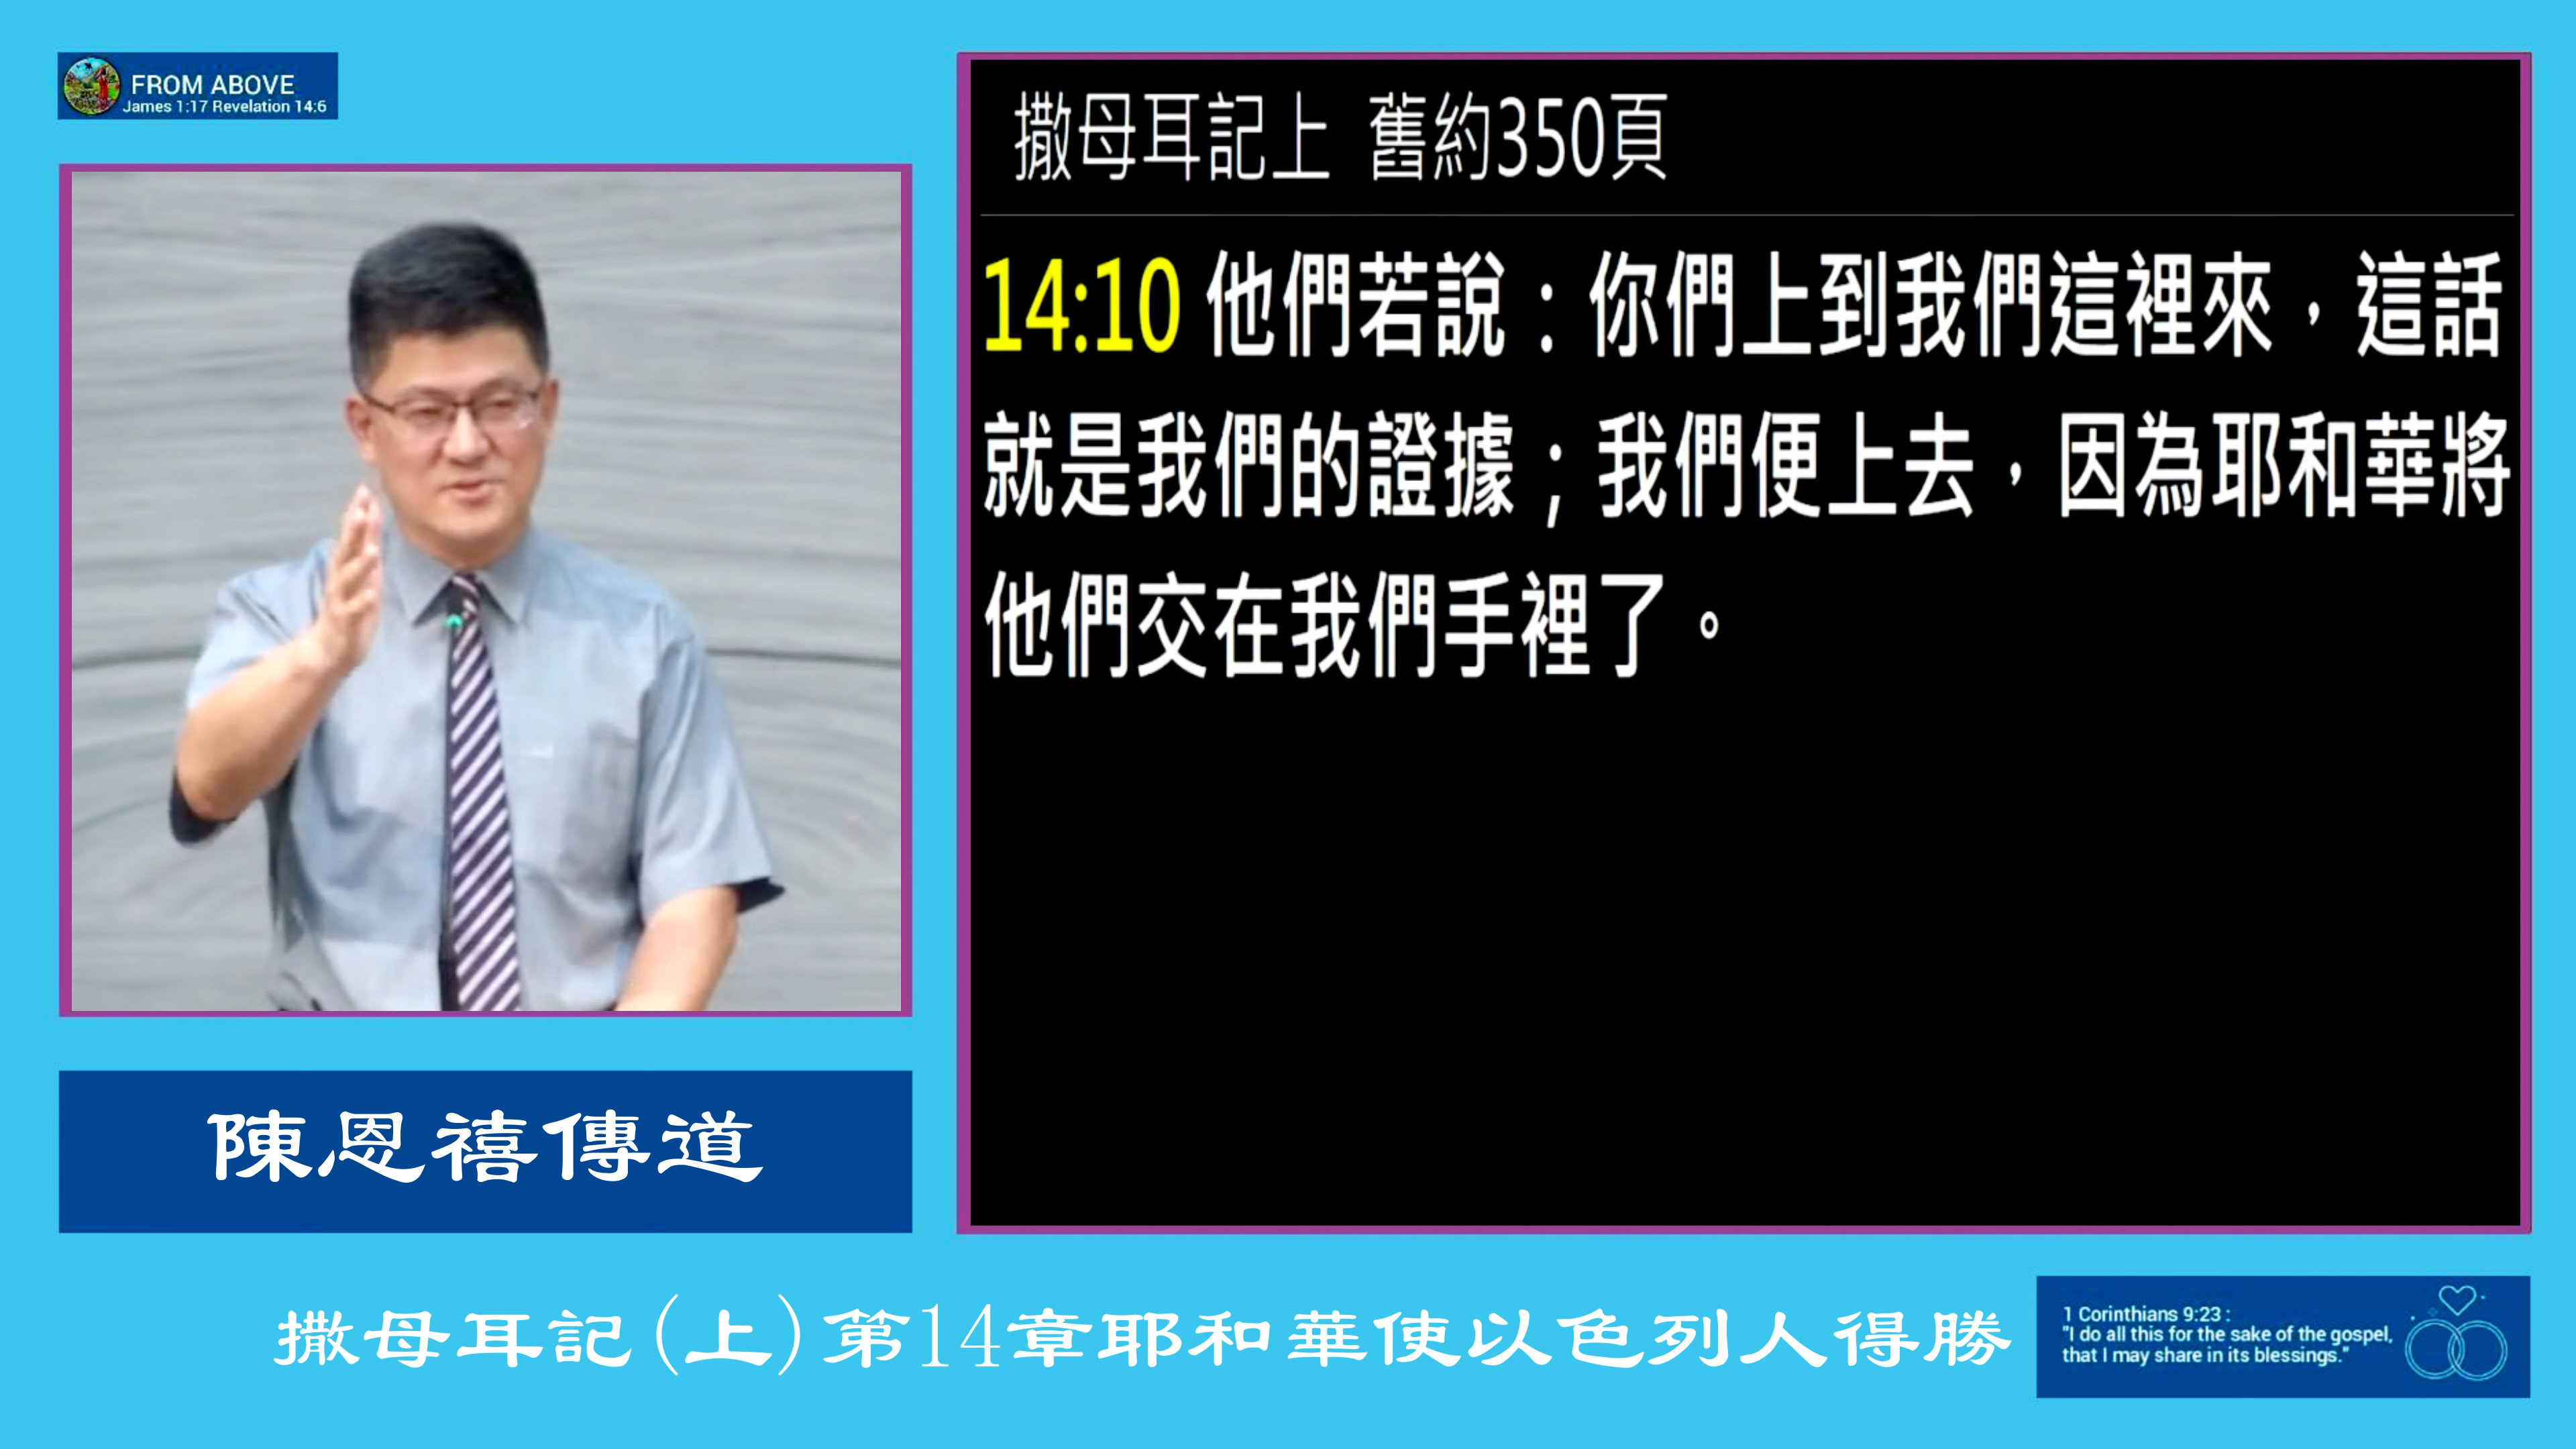 FROM ABOVE
James 1:17 Revelation 14:6
撒母耳記上 舊約350頁
14:10 他們若說：你們上到我們這裡來，這話
就是我們的證據；我們便上去，因為耶和華將
他們交在我們手裡了。
陳恩禧傳道
撒母耳記(上)第14章耶和華使以色列人得勝
1 Corinthians 9:23 :
"I do all this for the sake of the gospel,
that I may share in its blessings."